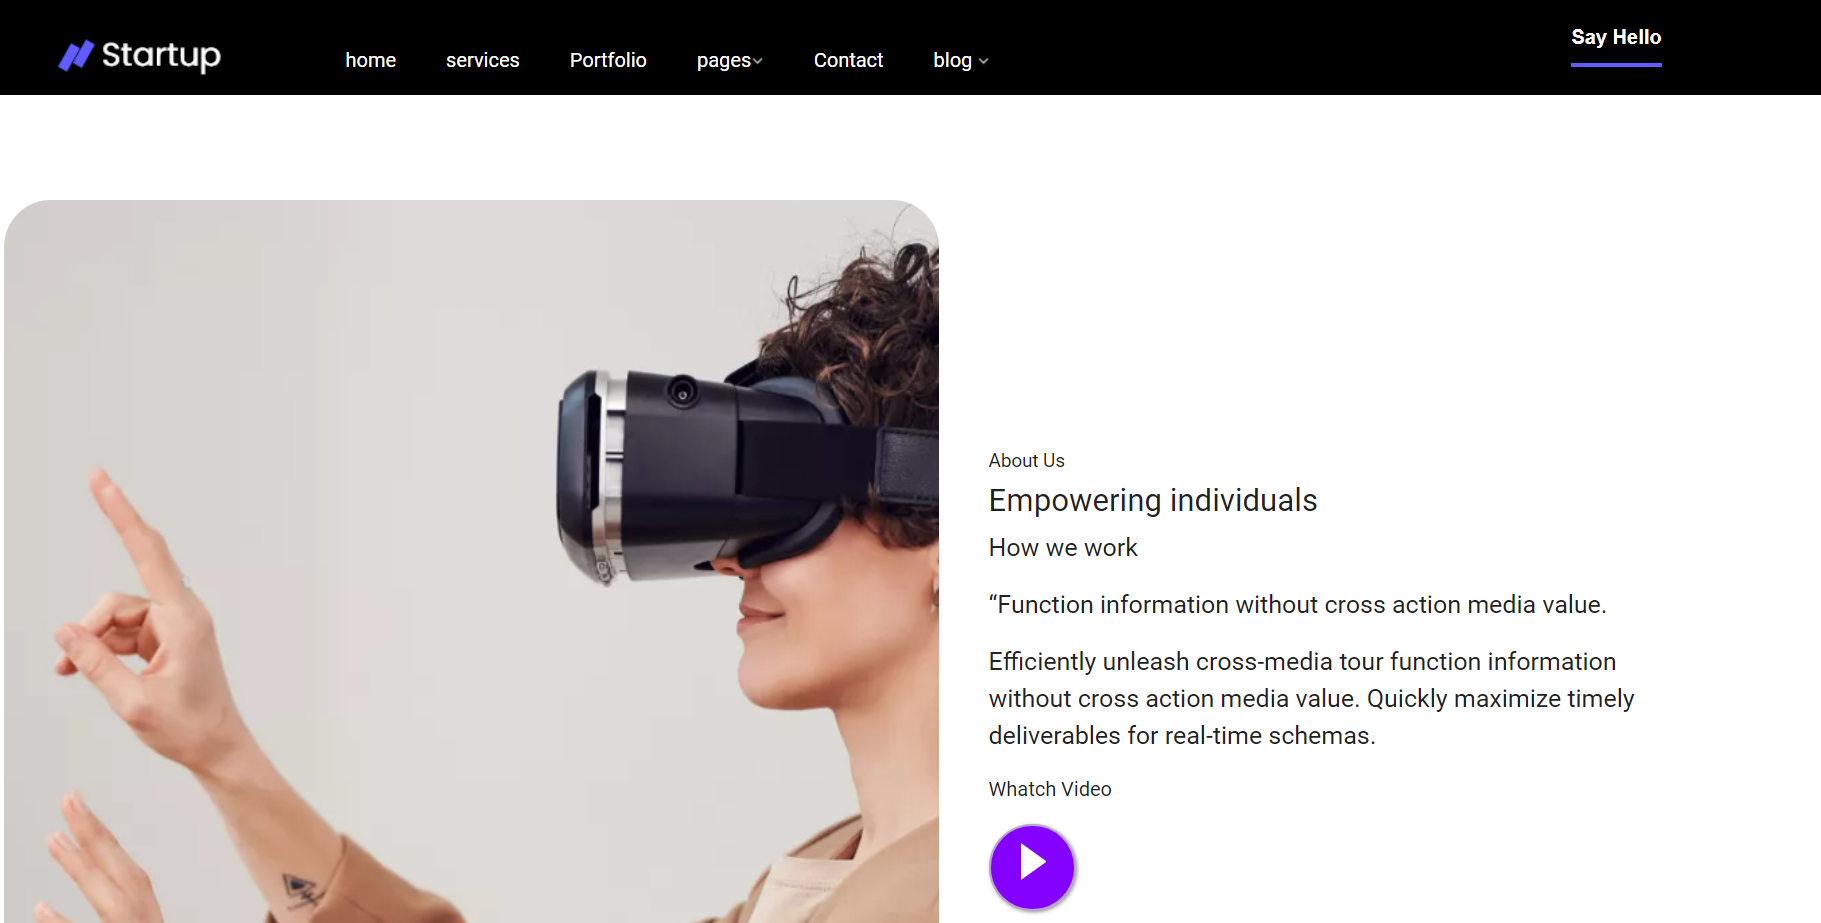 Startup
home services Portfolio pages Contact blog
Say Hello
About Us
Empowering individuals
How we work
“Function information without cross action media value.
Efficiently unleash cross-media tour function information
without cross action media value. Quickly maximize timely
deliverables for real-time schemas.
Whatch Video